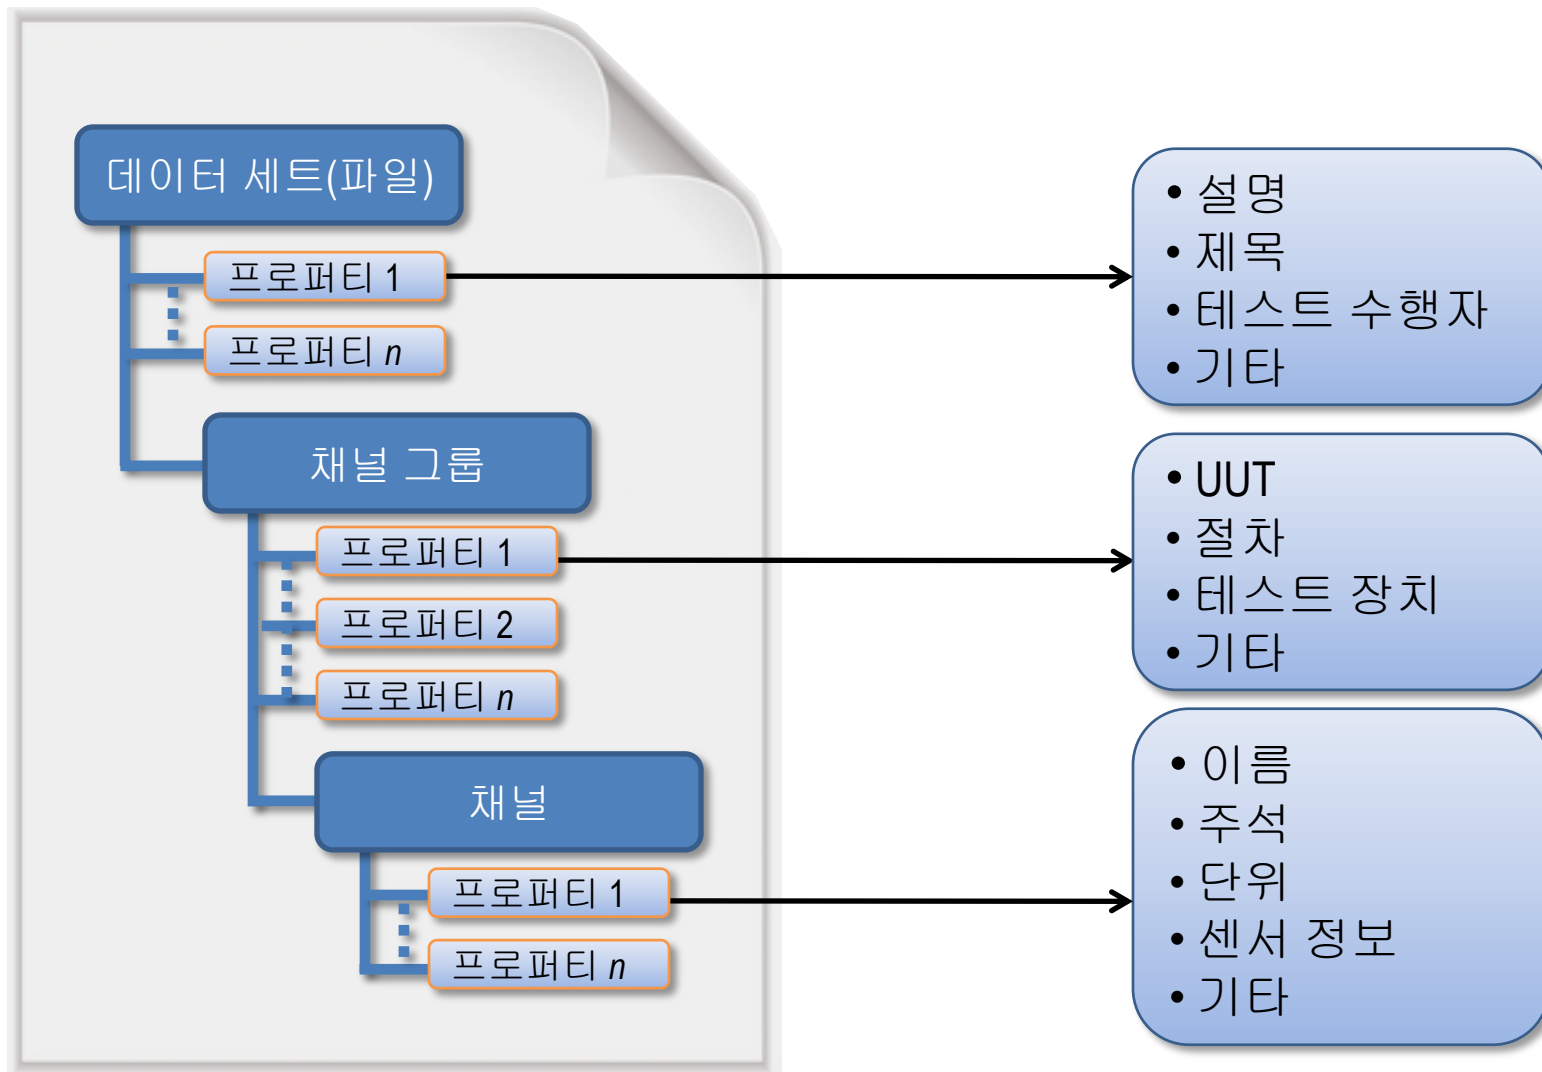 데이터 세트(파일)
프로퍼티 1
프로퍼티 n
채널 그룹
프로퍼티 1
프로퍼티 2
프로퍼티 n
채널
프로퍼티 1
프로퍼티 n
• 설명
• 제목
• 테스트 수행자
• 기타
• UUT
• 절차
• 테스트 장치
• 기타
• 이름
• 주석
• 단위
• 센서 정보
• 기타